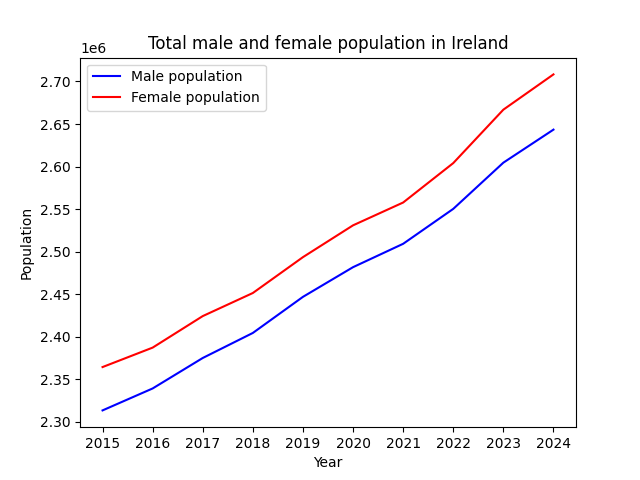 Total male and female population in Ireland
1e6
Male population
Female population
2.70
2.65
2.60
2.55
2.50
2.45
2.40
2.35
2.30
Population
2015 2016 2017 2018 2019 2020 2021 2022 2023 2024
Year